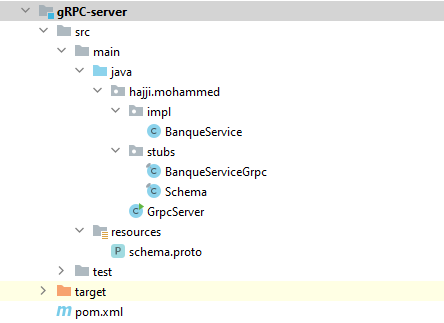 gRPC-server
src
main
java
hajji.mohammed
impl
BanqueService
stubs
BanqueServiceGrpc
Schema
GrpcServer
resources
schema.proto
test
target
pom.xml